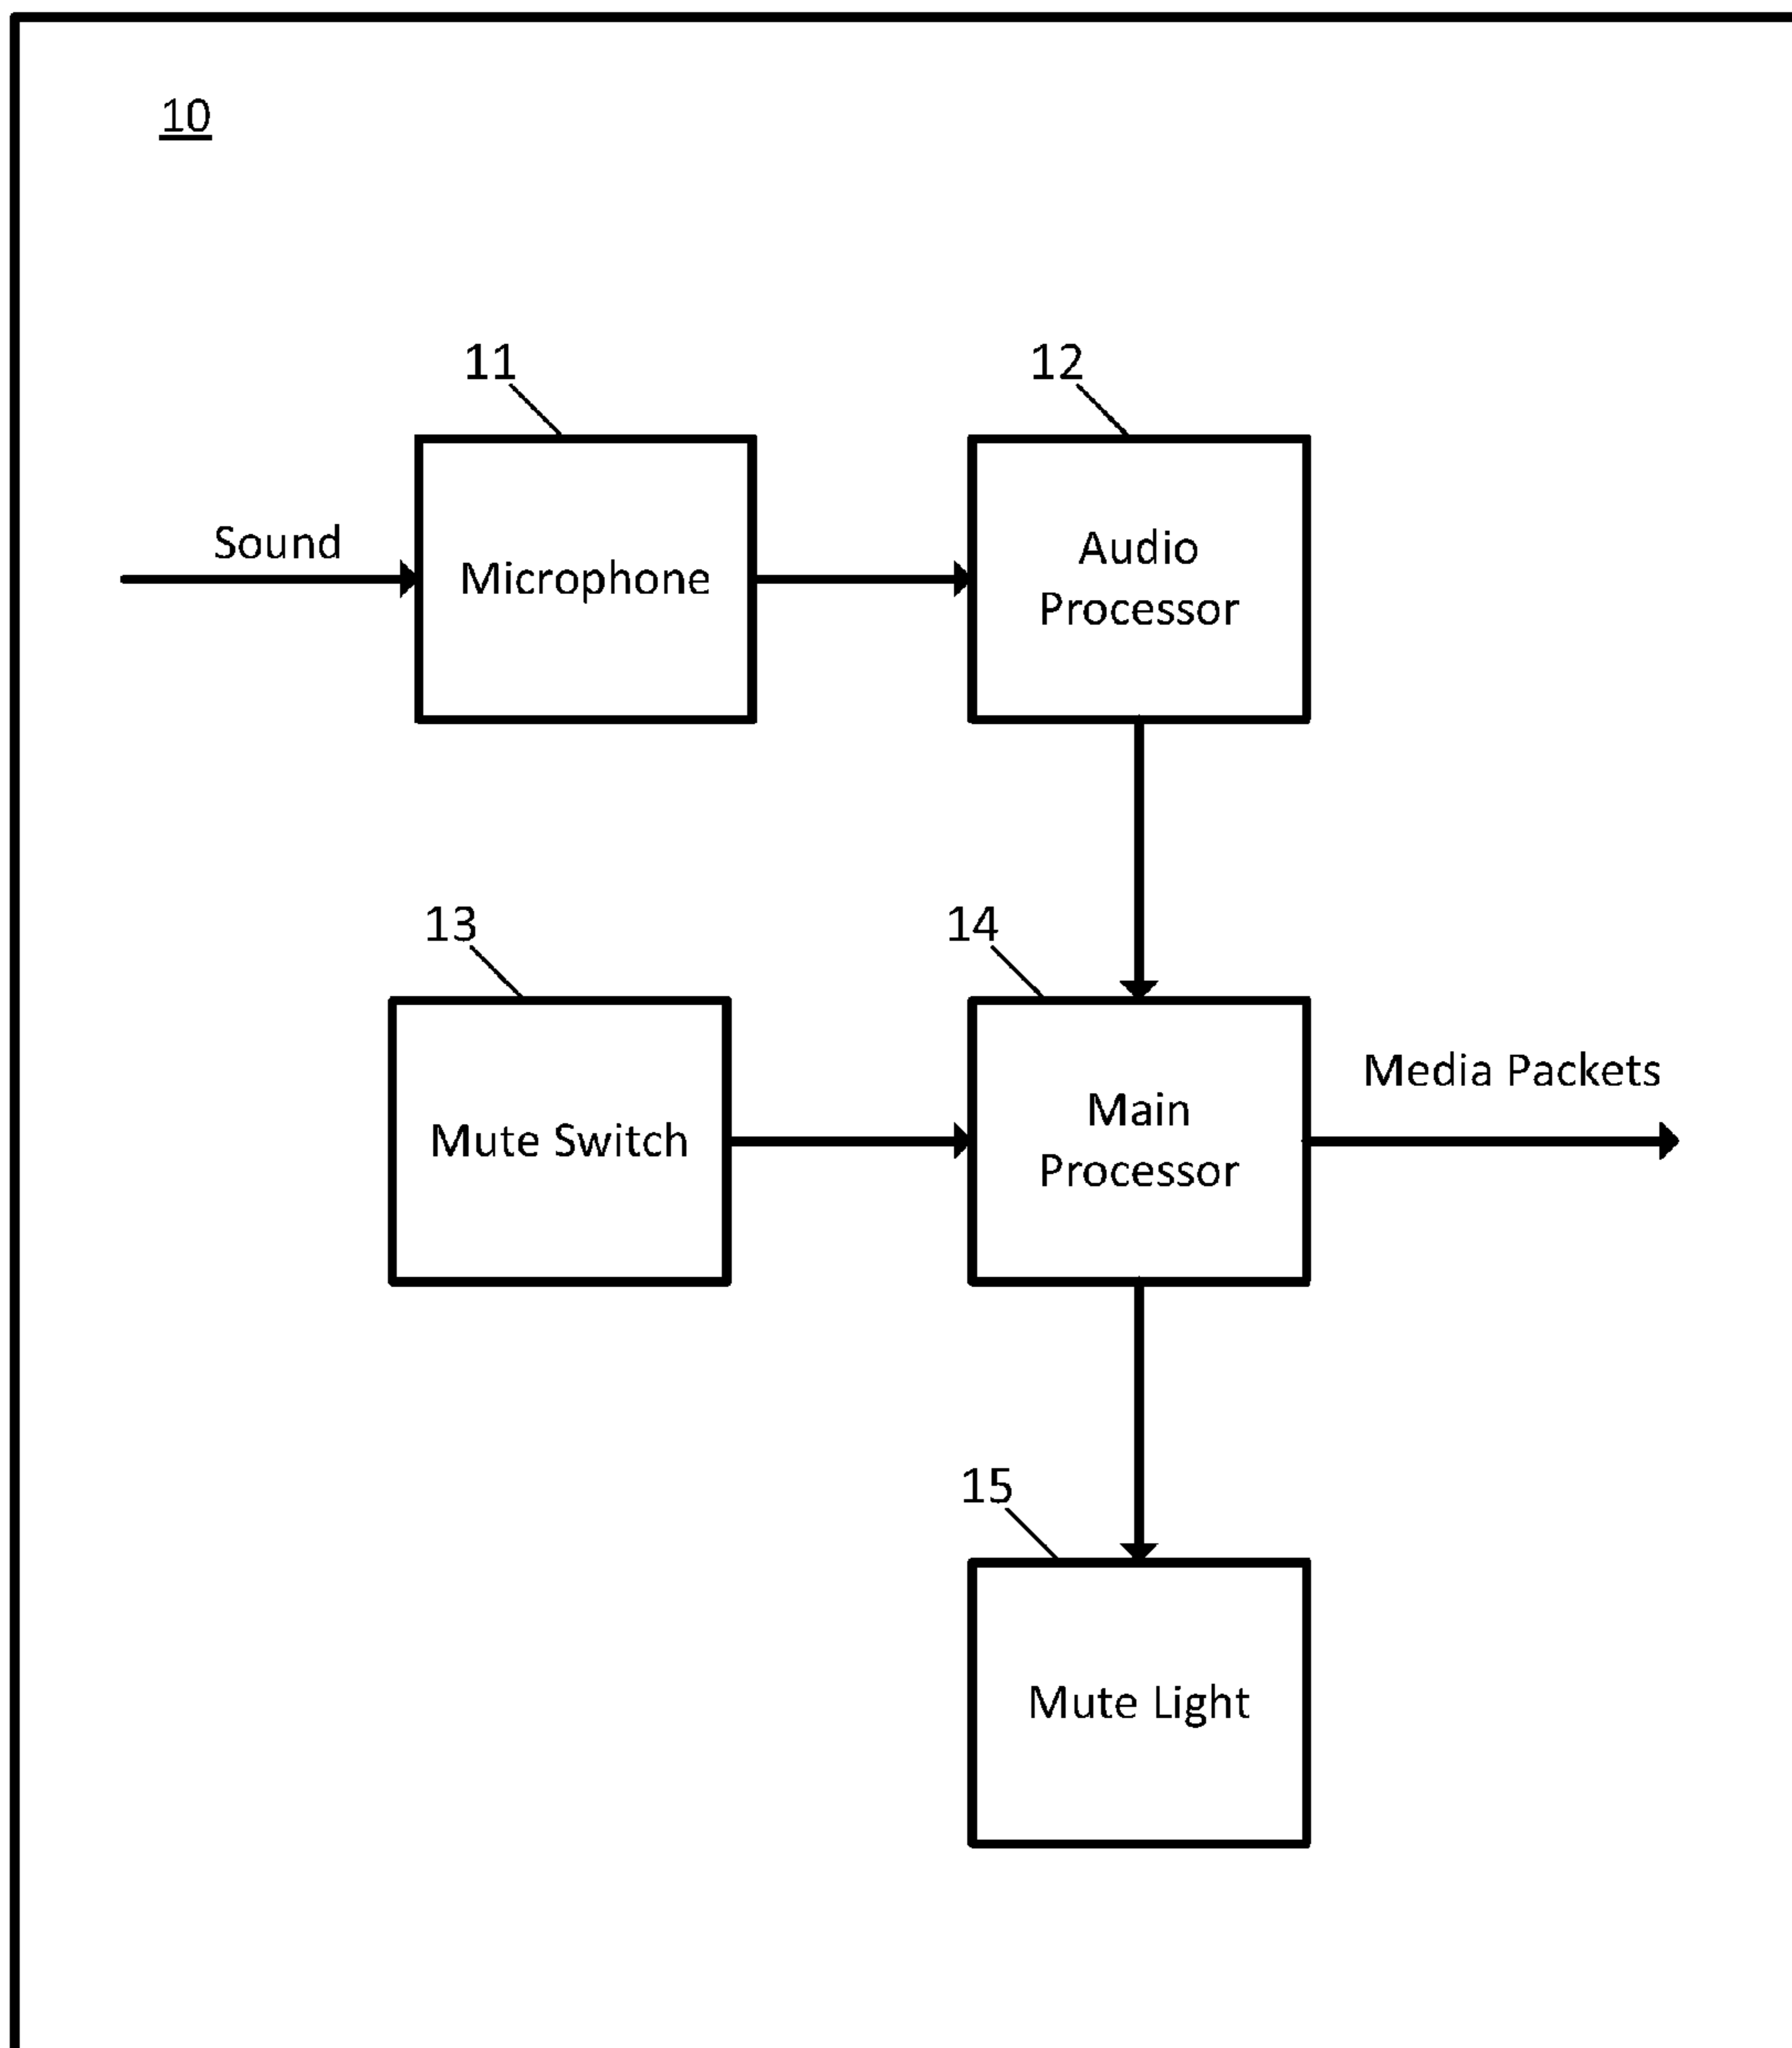 10
11
12
Sound
Microphone
Audio
Processor
13
14
Mute Switch
Main
Processor
Media Packets
15
Mute Light